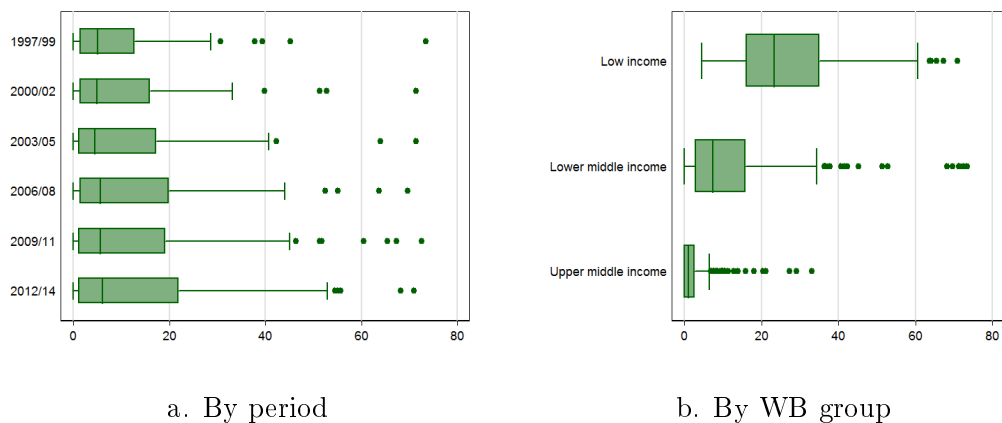 1997/99
2000/02
2003/05
2006/08
2009/11
2012/14
0 20 40 60 80
a. By period
Low income
Lower middle income
Upper middle income
0 20 40 60 80
b. By WB group